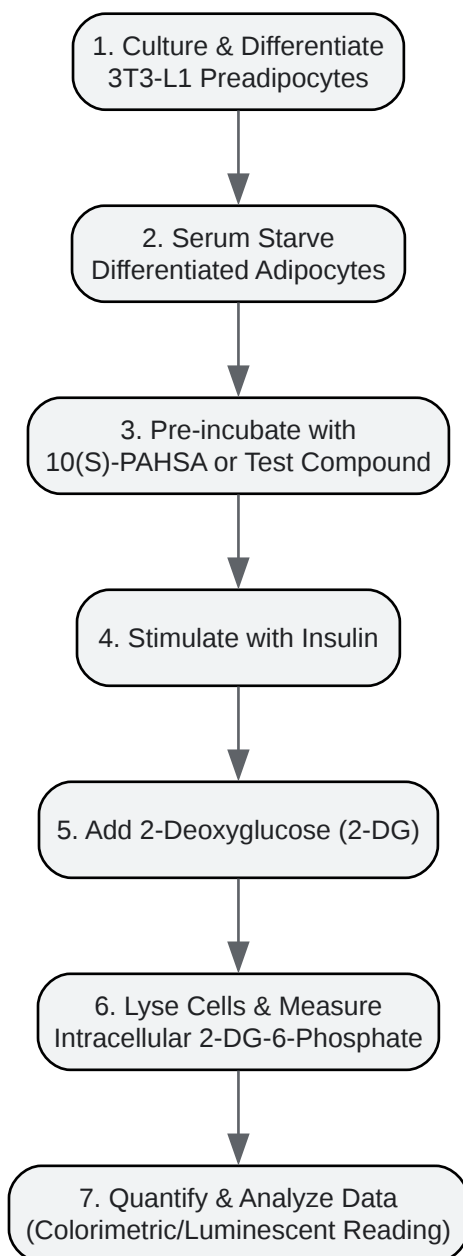 1. Culture & Differentiate
3T3-L1 Preadipocytes
2. Serum Starve
Differentiated Adipocytes
3. Pre-incubate with
10(S)-PAHSA or Test Compound
4. Stimulate with Insulin
5. Add 2-Deoxyglucose (2-DG)
6. Lyse Cells & Measure
Intracellular 2-DG-6-Phosphate
7. Quantify & Analyze Data
(Colorimetric/Luminescent Reading)